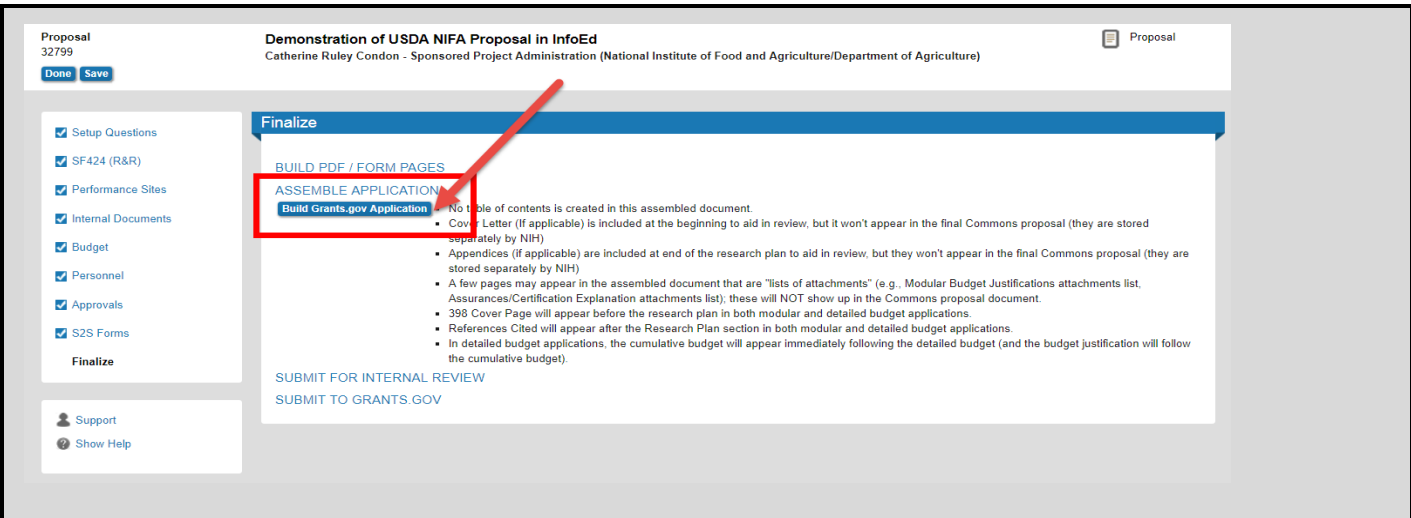 Proposal
32799
Done Save
Demonstration of USDA NIFA Proposal in InfoEd
Catherine Ruley Condon - Sponsored Project Administration (National Institute of Food and Agriculture/Department of Agriculture)
Proposal
Setup Questions
SF424 (R&R)
Performance Sites
Internal Documents
Budget
Personnel
Approvals
S2S Forms
Finalize
Support
Show Help
Finalize
BUILD PDF / FORM PAGES
ASSEMBLE APPLICATION
Build Grants.gov Application
▪ No table of contents is created in this assembled document.
▪ Cover Letter (If applicable) is included at the beginning to aid in review, but it won't appear in the final Commons proposal (they are stored
separately by NIH)
▪ Appendices (if applicable) are included at end of the research plan to aid in review, but they won't appear in the final Commons proposal (they are
stored separately by NIH)
▪ A few pages may appear in the assembled document that are "lists of attachments" (e.g., Modular Budget Justifications attachments list,
Assurances/Certification Explanation attachments list); these will NOT show up in the Commons proposal document.
▪ 398 Cover Page will appear before the research plan in both modular and detailed budget applications.
▪ References Cited will appear after the Research Plan section in both modular and detailed budget applications.
▪ In detailed budget applications, the cumulative budget will appear immediately following the detailed budget (and the budget justification will follow
the cumulative budget).
SUBMIT FOR INTERNAL REVIEW
SUBMIT TO GRANTS.GOV